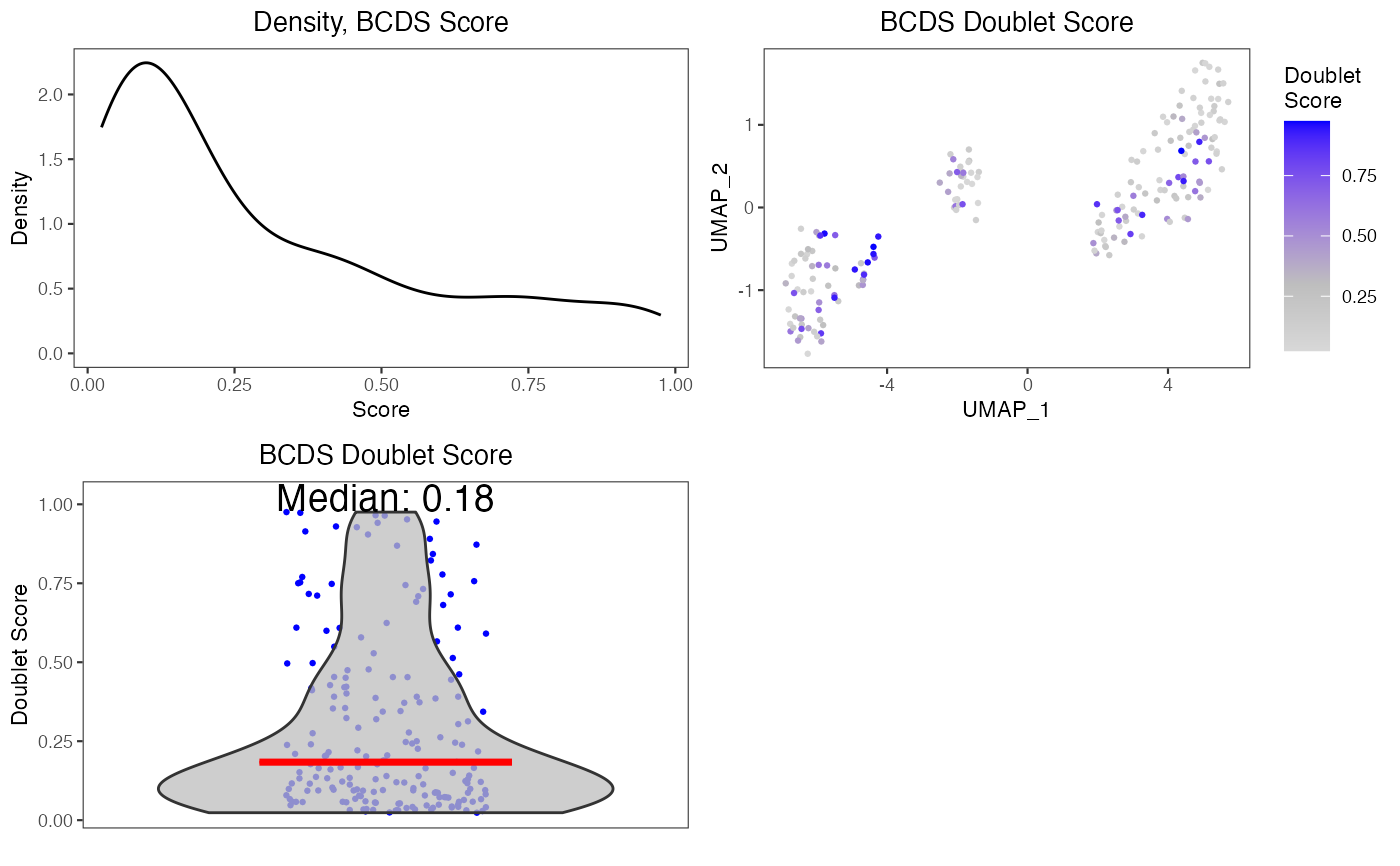 Density, BCDS Score
Density
2.0
1.5
1.0
0.5
0.0
0.00 0.25 0.50 0.75 1.00
Score
BCDS Doublet Score
UMAP_2
1
0
-1
-4 0 4
UMAP_1
Doublet
Score
0.75
0.50
0.25
BCDS Doublet Score
Median: 0.18
Doublet Score
1.00
0.75
0.50
0.25
0.00